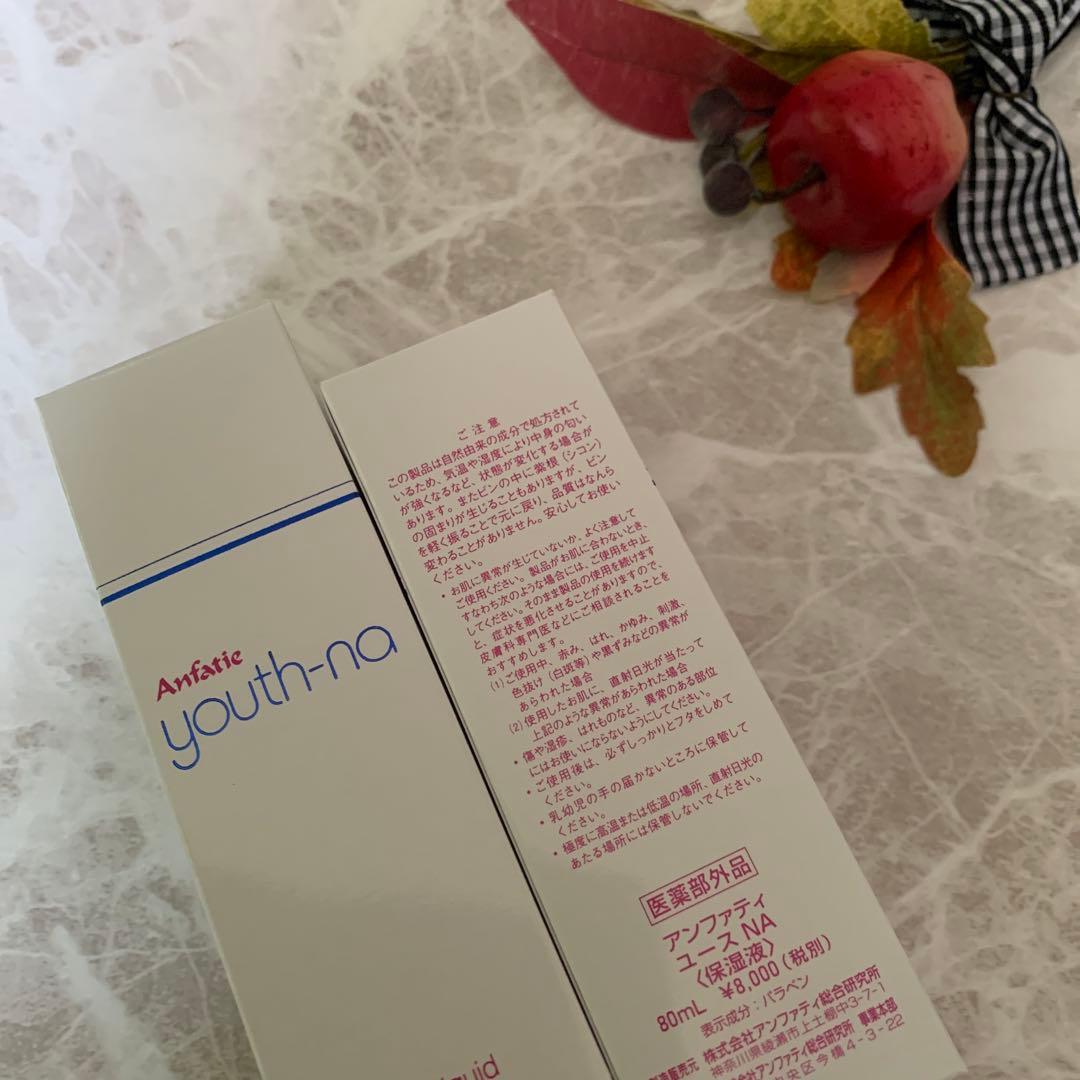 Anfatie
youth-na
ご注意
この製品は自然由来の成分で処方されて
いるため、気温や湿度により中身の匂い
が強くなるなど、状態が変化する場合が
あります。またビンの中に紫根（シコン）
の固まりが生じることもありますが、ビン
を軽く振ることで元に戻り、品質はなんら
変わることがありません。安心してお使い
ください。
・お肌に異常が生じていないか、よく注意して
ご使用ください。製品がお肌に合わないとき、
すなわち次のような場合には、ご使用を中止
してください。そのまま製品の使用を続けます
と、症状を悪化させることがありますので、
皮膚科専門医などにご相談されることを
おすすめします。
(1)ご使用中、赤み、はれ、かゆみ、刺激、
色抜け（白斑等）や黒ずみなどの異常が
あらわれた場合
(2)使用したお肌に、直射日光が当たって
上記のような異常があらわれた場合
・傷や湿疹、はれものなど、異常のある部位
にはお使いにならないようにしてください。
・ご使用後は、必ずしっかりとフタをしめて
ください。
・乳幼児の手の届かないところに保管して
ください。
・極度に高温または低温の場所、直射日光の
あたる場所には保管しないでください。
医薬部外品
アンファティ
ユース NA
〈保湿液〉
80mL ¥8,000（税別）
表示成分：パラベン
販売元 株式会社アンファティ総合研究所
神奈川県綾瀬市上土棚中3-7-1
アンファティ総合研究所 事業本部
央区今橋4-3-22